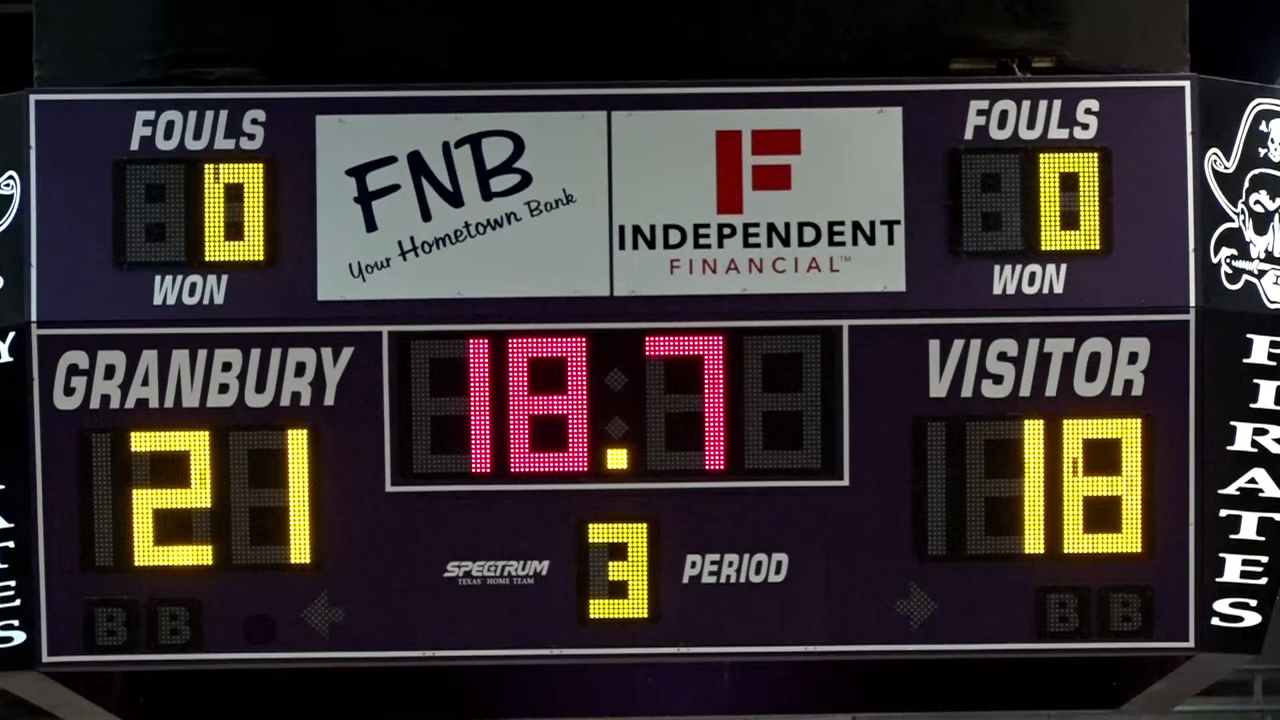 FOULS
0
WON
FNB
Your Hometown Bank
INDEPENDENT
FINANCIAL™
FOULS
0
WON
GRANBURY
21
18.7
VISITOR
18
SPECTRUM
TEXAS' HOME TEAM
3
PERIOD
PIRATES